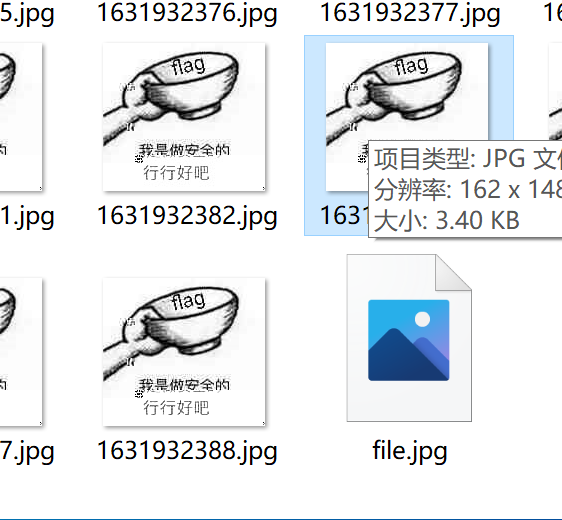 5.jpg 1631932376.jpg 1631932377.jpg 16
flag flag
我是做安全的
行行好吧
项目类型: JPG 文件
分辨率: 162 x 148
大小: 3.40 KB
1.jpg 1631932382.jpg 1631
flag
我是做安全的
行行好吧
7.jpg 1631932388.jpg file.jpg